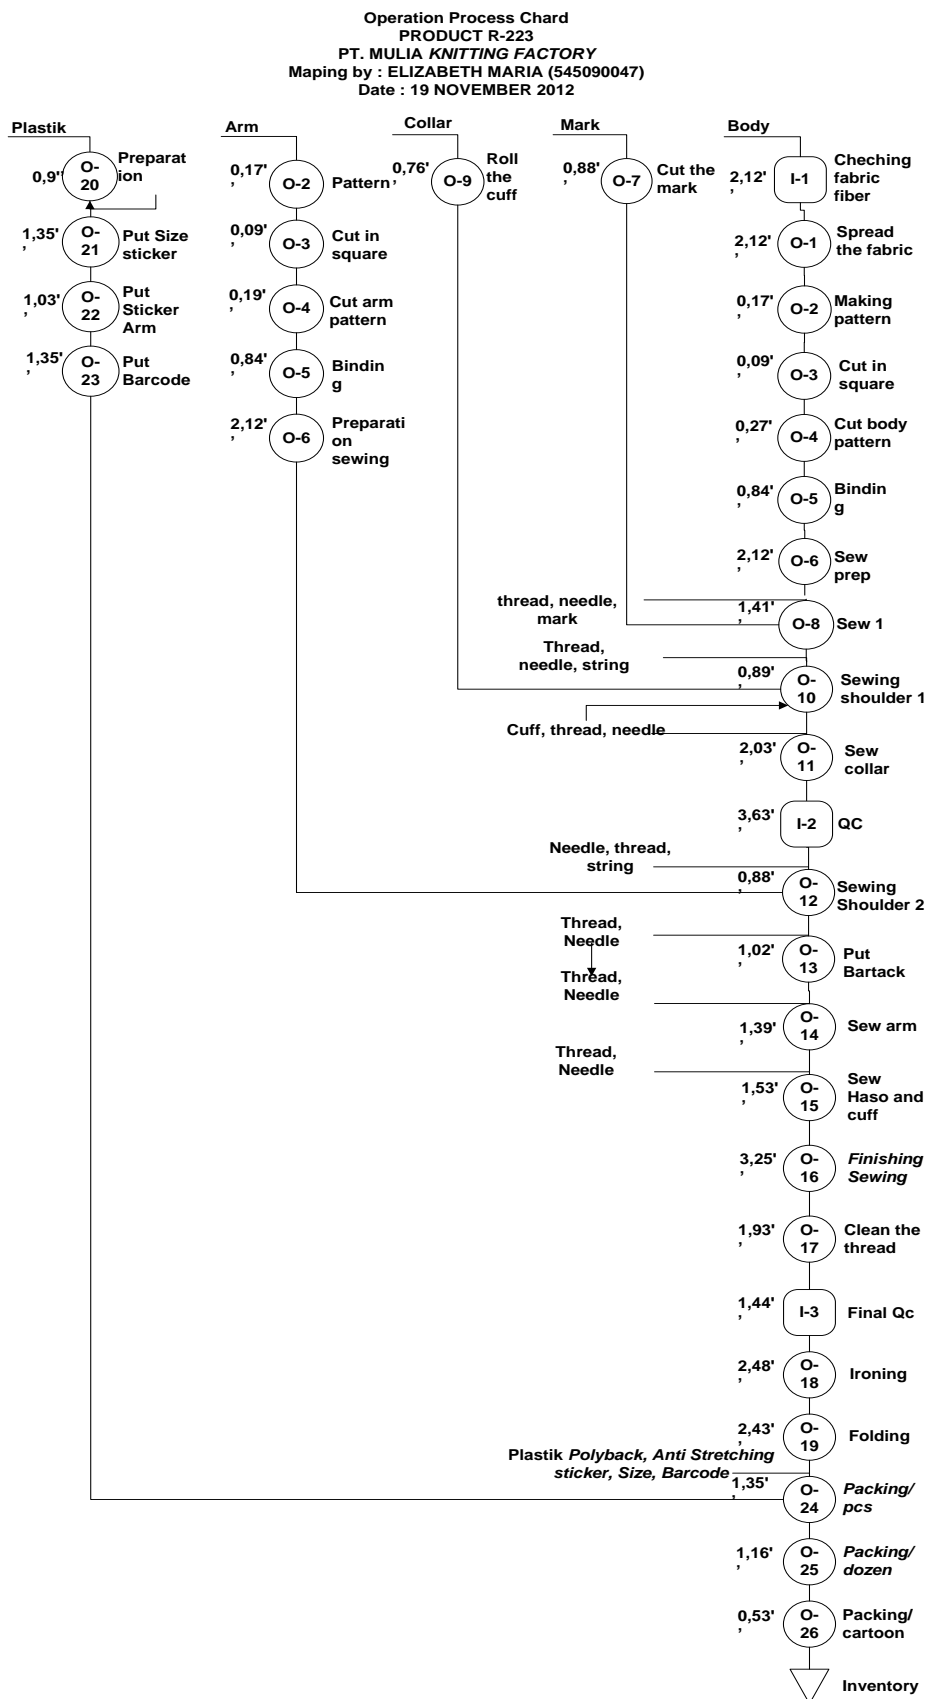 Operation Process Chard
PRODUCT R-223
PT. MULIA KNITTING FACTORY
Maping by : ELIZABETH MARIA (545090047)
Date : 19 NOVEMBER 2012
Plastik
0,9''
O-
20
Preparat
ion
1,35'
'
O-
21
Put Size
sticker
1,03'
'
O-
22
Put
Sticker
Arm
1,35'
'
O-
23
Put
Barcode
Arm
0,17'
'
O-2
Pattern
0,09'
'
O-3
Cut in
square
0,19'
'
O-4
Cut arm
pattern
0,84'
'
O-5
Bindin
g
2,12'
'
O-6
Preparati
on
sewing
Collar
0,76'
'
O-9
Roll
the
cuff
Mark
0,88'
'
O-7
Cut the
mark
Body
2,12'
'
I-1
Cheching
fabric
fiber
2,12'
'
O-1
Spread
the fabric
0,17'
'
O-2
Making
pattern
0,09'
'
O-3
Cut in
square
0,27'
'
O-4
Cut body
pattern
0,84'
'
O-5
Bindin
g
2,12'
'
O-6
Sew
prep
thread, needle,
mark
1,41'
'
O-8
Sew 1
Thread,
needle, string
0,89'
'
O-
10
Sewing
shoulder 1
Cuff, thread, needle
2,03'
'
O-
11
Sew
collar
3,63'
'
I-2
QC
Needle, thread,
string
0,88'
'
O-
12
Sewing
Shoulder 2
Thread,
Needle
1,02'
'
O-
13
Put
Bartack
Thread,
Needle
1,39'
'
O-
14
Sew arm
Thread,
Needle
1,53'
'
O-
15
Sew
Haso and
cuff
3,25'
'
O-
16
Finishing
Sewing
1,93'
'
O-
17
Clean the
thread
1,44'
'
I-3
Final Qc
2,48'
'
O-
18
Ironing
2,43'
'
O-
19
Folding
Plastik Polyback, Anti Stretching
sticker, Size, Barcode
1,35'
'
O-
24
Packing/
pcs
1,16'
'
O-
25
Packing/
dozen
0,53'
'
O-
26
Packing/
cartoon
Inventory